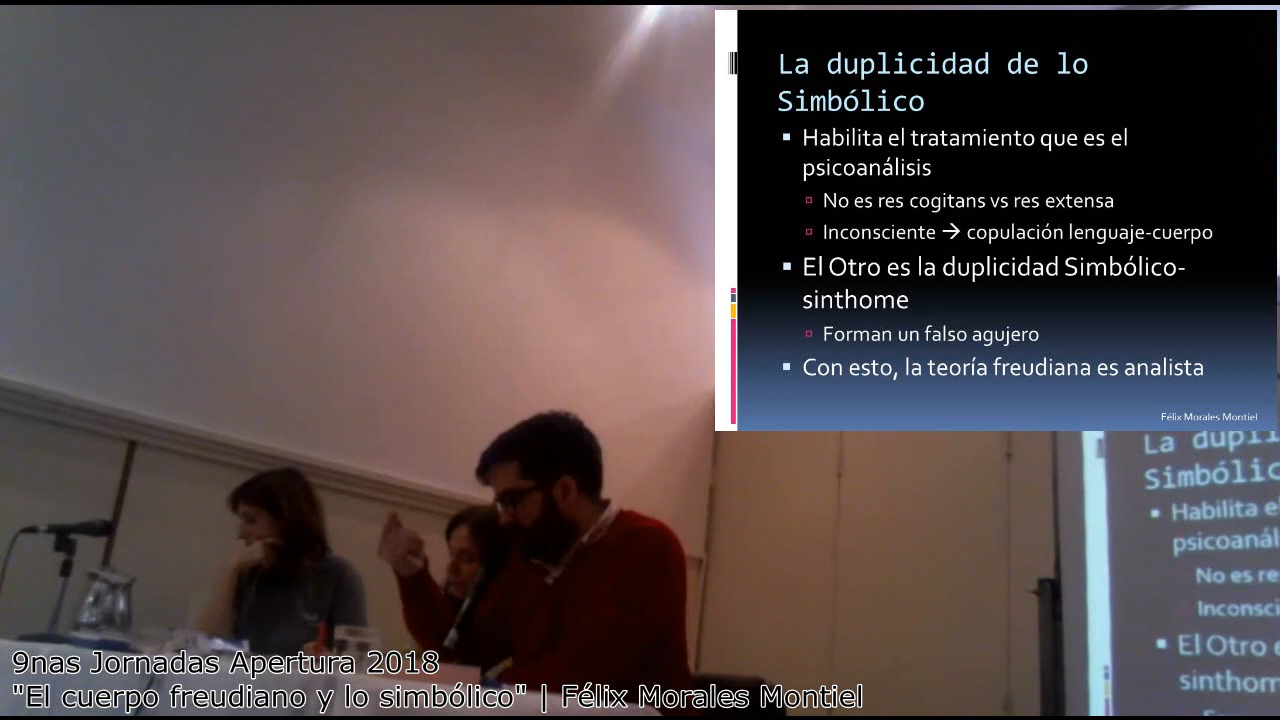 La duplicidad de lo
Simbólico
Habilita el tratamiento que es el
psicoanálisis
No es res cogitans vs res extensa
Inconsciente → copulación lenguaje-cuerpo
El Otro es la duplicidad Simbólico-
sinthome
Forman un falso agujero
Con esto, la teoría freudiana es analista
Félix Morales Montiel
La dupli
Simbólic
Habilita e
psicoanál
No es re
Inconsci
El Otro
sinthom
9nas Jornadas Apertura 2018
"El cuerpo freudiano y lo simbólico" | Félix Morales Montiel